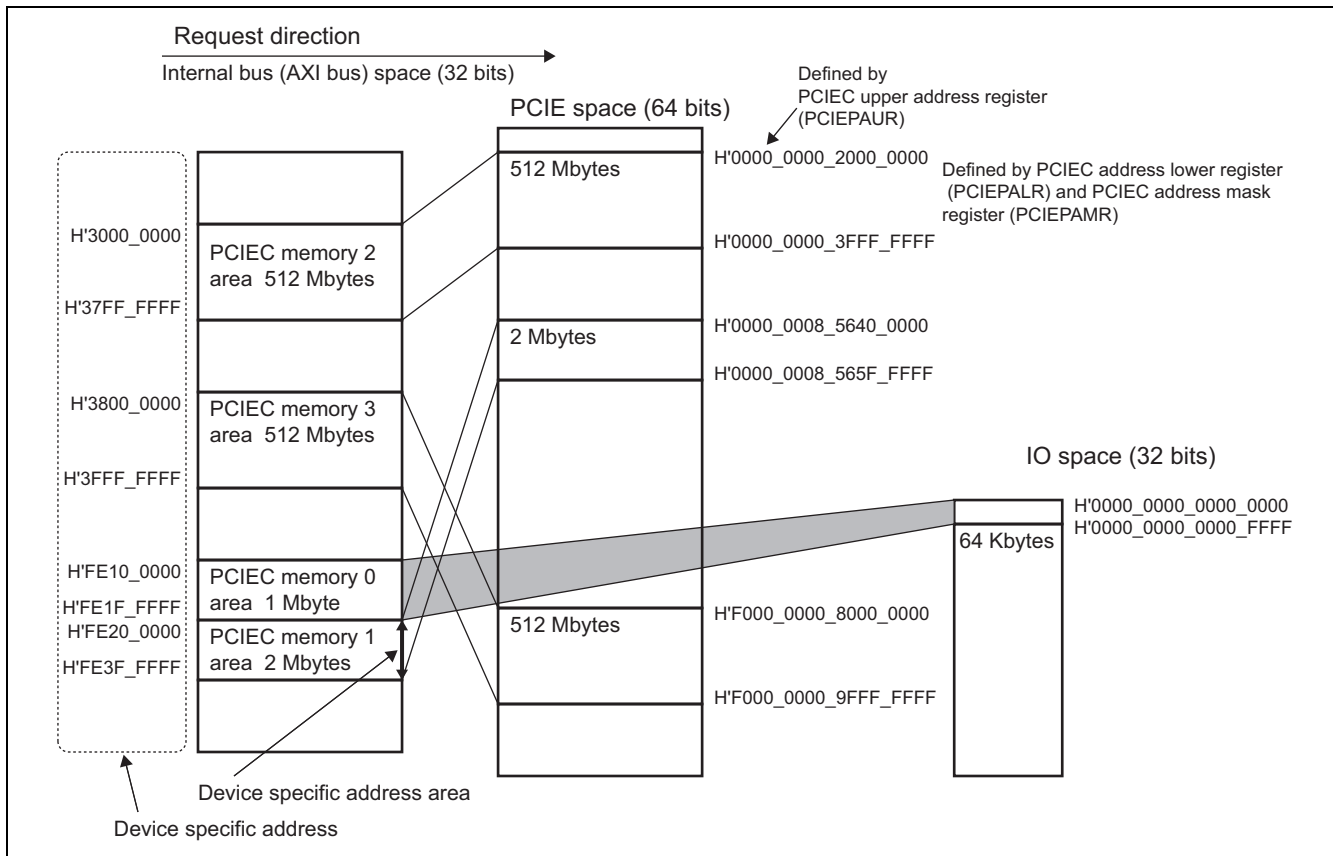 Request direction
Internal bus (AXI bus) space (32 bits)
Defined by
PCIEC upper address register
(PCIEPAUR)
PCIE space (64 bits)
512 Mbytes
H'0000_0000_2000_0000
Defined by PCIEC address lower register
(PCIEPALR) and PCIEC address mask
register (PCIEPAMR)
H'3000_0000
H'0000_0000_3FFF_FFFF
PCIEC memory 2
area 512 Mbytes
H'37FF_FFFF
H'0000_0008_5640_0000
2 Mbytes
H'0000_0008_565F_FFFF
H'3800_0000
PCIEC memory 3
area 512 Mbytes
H'3FFF_FFFF
IO space (32 bits)
H'0000_0000_0000_0000
H'0000_0000_0000_FFFF
64 Kbytes
H'FE10_0000
PCIEC memory 0
area 1 Mbyte
H'FE1F_FFFF
H'FE20_0000
PCIEC memory 1
area 2 Mbytes
H'FE3F_FFFF
H'F000_0000_8000_0000
512 Mbytes
H'F000_0000_9FFF_FFFF
Device specific address area
Device specific address